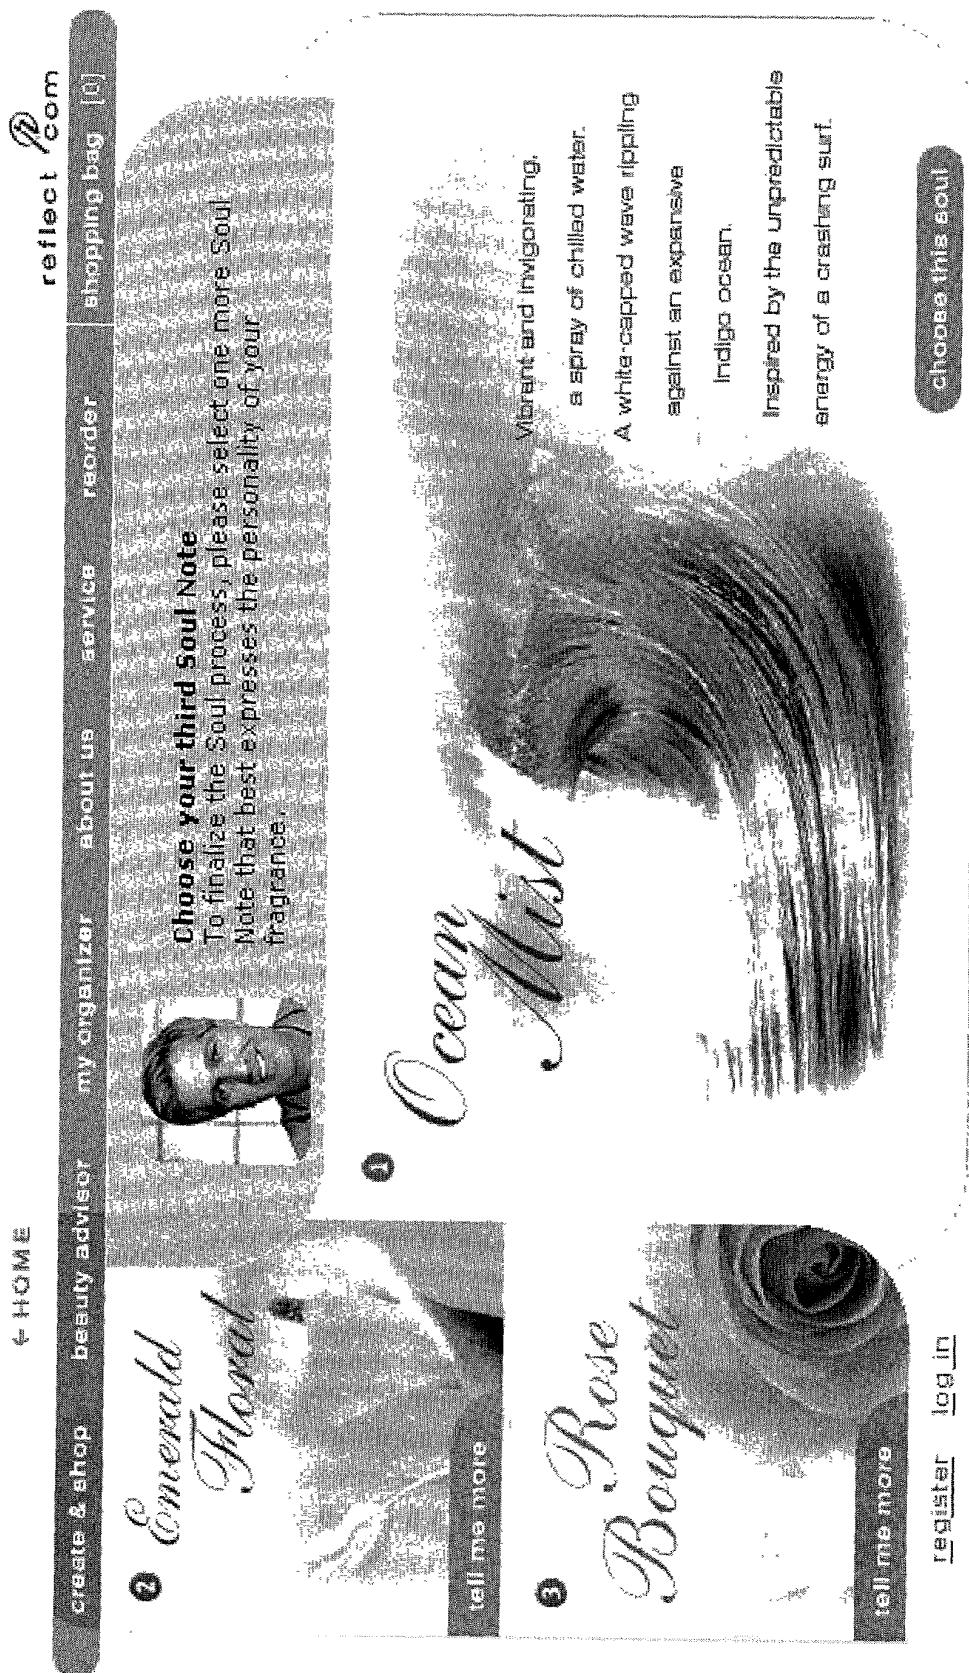 ← HOME
reflect.com
create & shop
beauty advisor
my organizer
about us
service
reorder
shopping bag [0]
Choose your third Soul Note
To finalize the Soul process, please select one more Soul
Note that best expresses the personality of your
fragrance.
2
Emerald
Floral
tell me more
3
Rose
Bouquet
tell me more
1
Ocean
Mist
Vibrant and invigorating,
a spray of chilled water.
A white-capped wave rippling
against an expansive
indigo ocean.
Inspired by the unpredictable
energy of a crashing surf.
choose this soul
register
log in